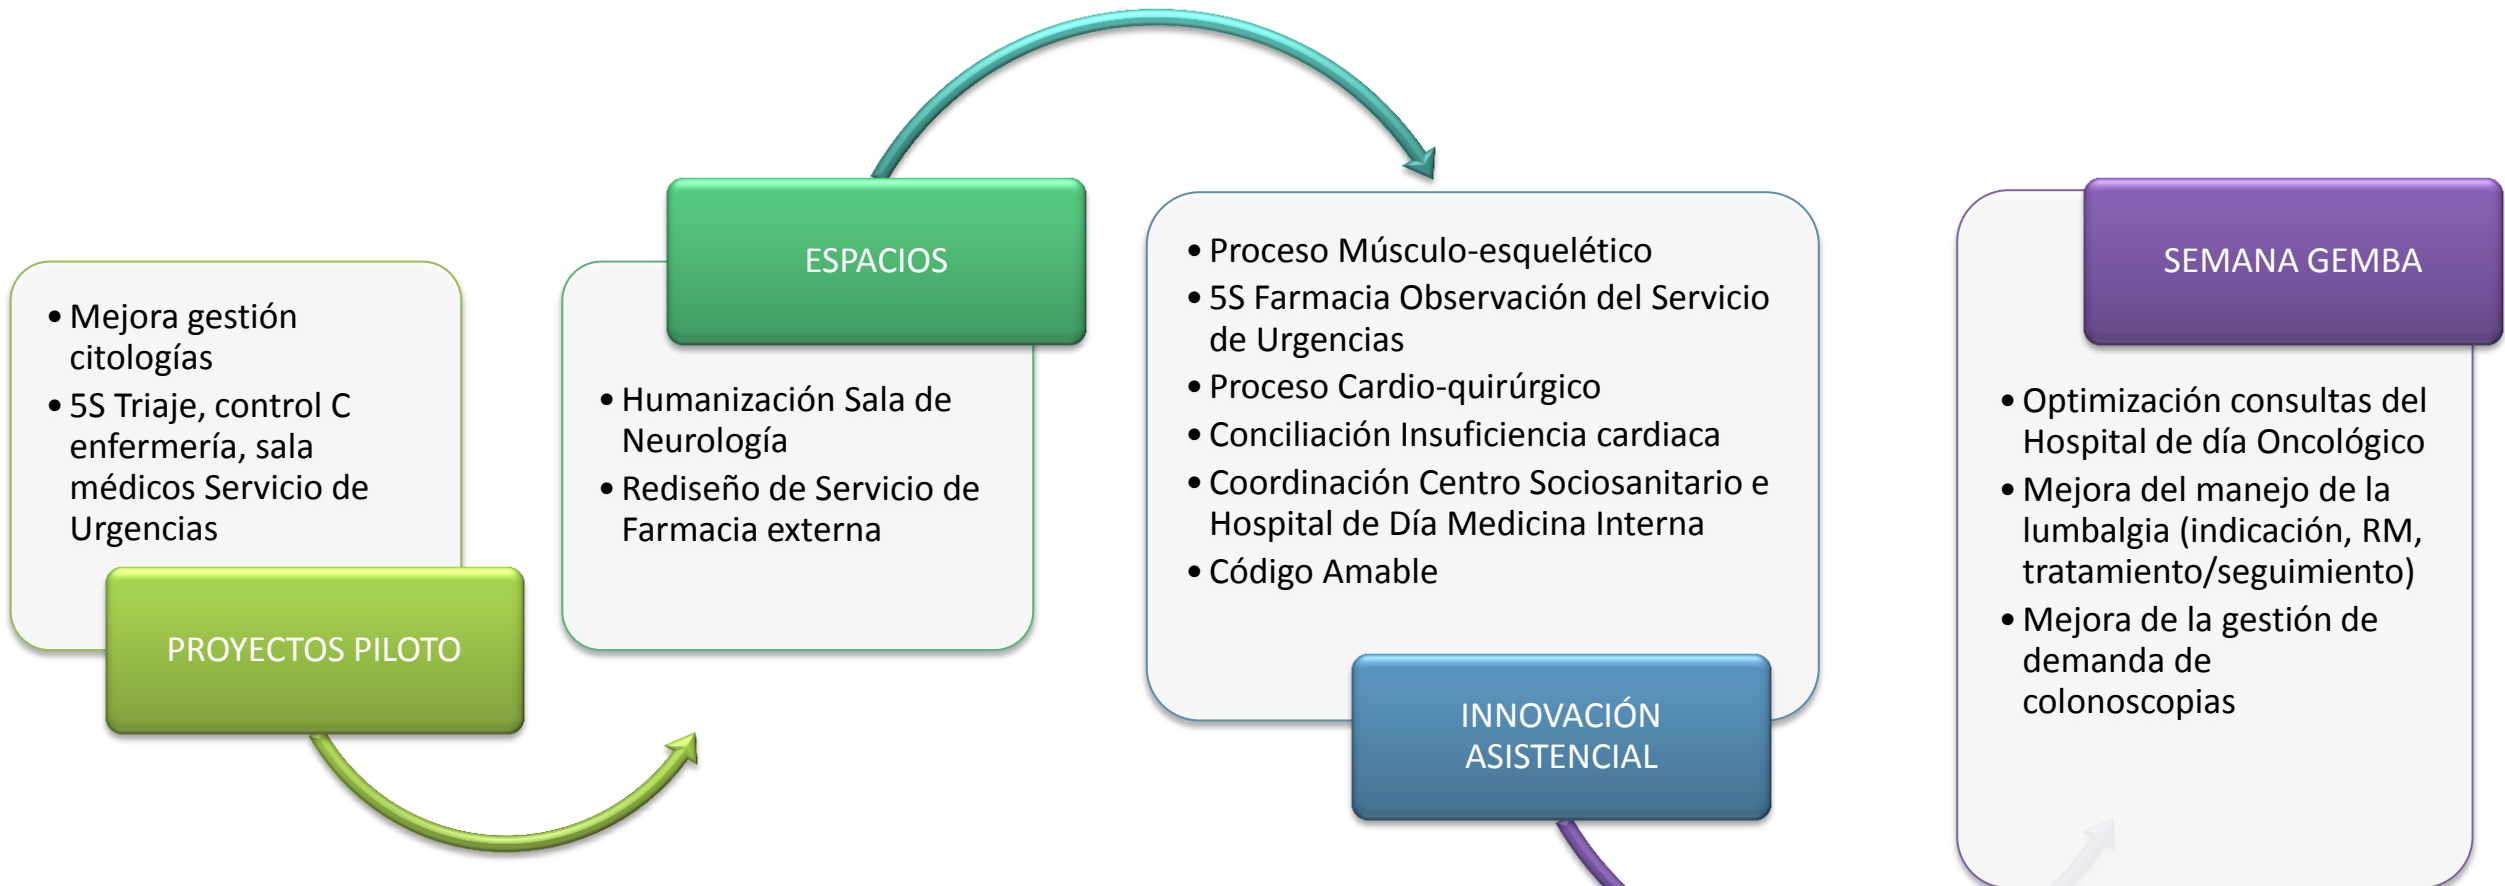 • Mejora gestión
citologías
• 5S Triaje, control C
enfermería, sala
médicos Servicio de
Urgencias
PROYECTOS PILOTO
ESPACIOS
• Humanización Sala de
Neurología
• Rediseño de Servicio de
Farmacia externa
• Proceso Músculo-esquelético
• 5S Farmacia Observación del Servicio
de Urgencias
• Proceso Cardio-quirúrgico
• Conciliación Insuficiencia cardiaca
• Coordinación Centro Sociosanitario e
Hospital de Día Medicina Interna
• Código Amable
INNOVACIÓN
ASISTENCIAL
SEMANA GEMBA
• Optimización consultas del
Hospital de día Oncológico
• Mejora del manejo de la
lumbalgia (indicación, RM,
tratamiento/seguimiento)
• Mejora de la gestión de
demanda de
colonoscopias